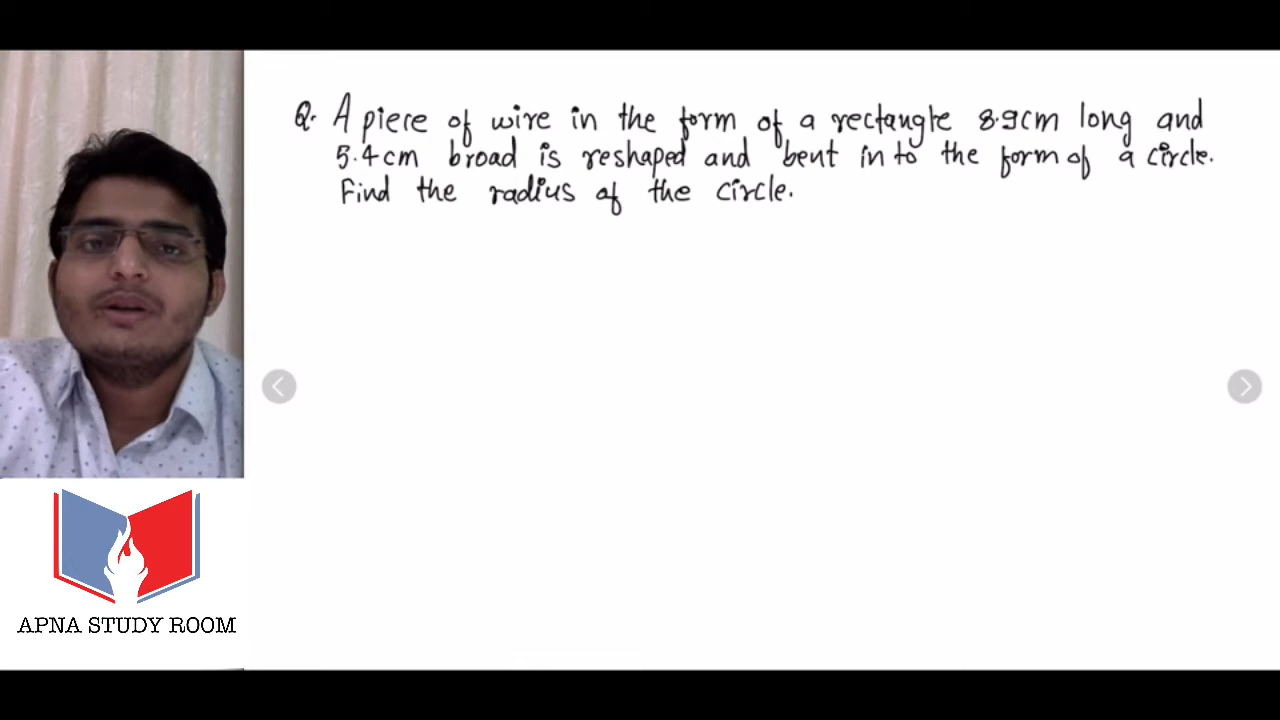 Q. A piece of wire in the form of a rectangle 8.9cm long and
5.4cm broad is reshaped and bent in to the form of a circle.
Find the radius of the circle.
APNA STUDY ROOM